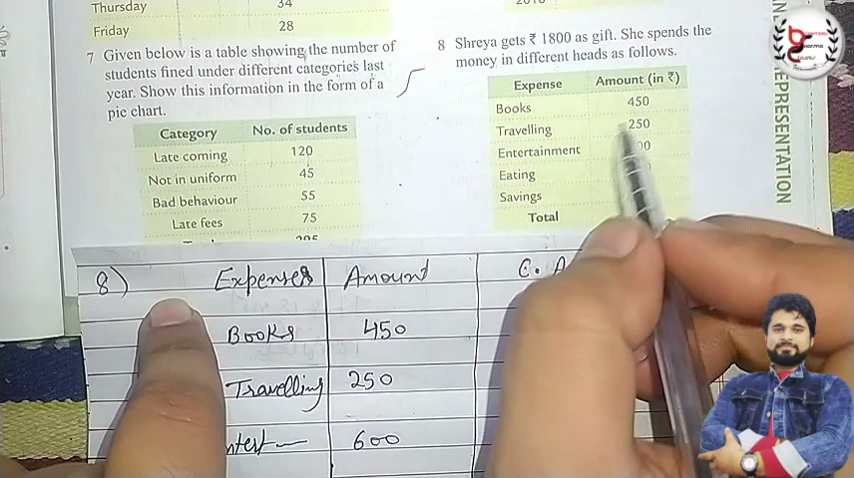 Thursday 34
Friday 28
7 Given below is a table showing the number of
students fined under different categories last
year. Show this information in the form of a
pie chart.
Category No. of students
Late coming 120
Not in uniform 45
Bad behaviour 55
Late fees 75
8 Shreya gets ₹ 1800 as gift. She spends the
money in different heads as follows.
Expense Amount (in ₹)
Books 450
Travelling 250
Entertainment
Eating
Savings
Total
REPRESENTATION
8) Expenses Amount C. A
Books 450
Travelling 250
600